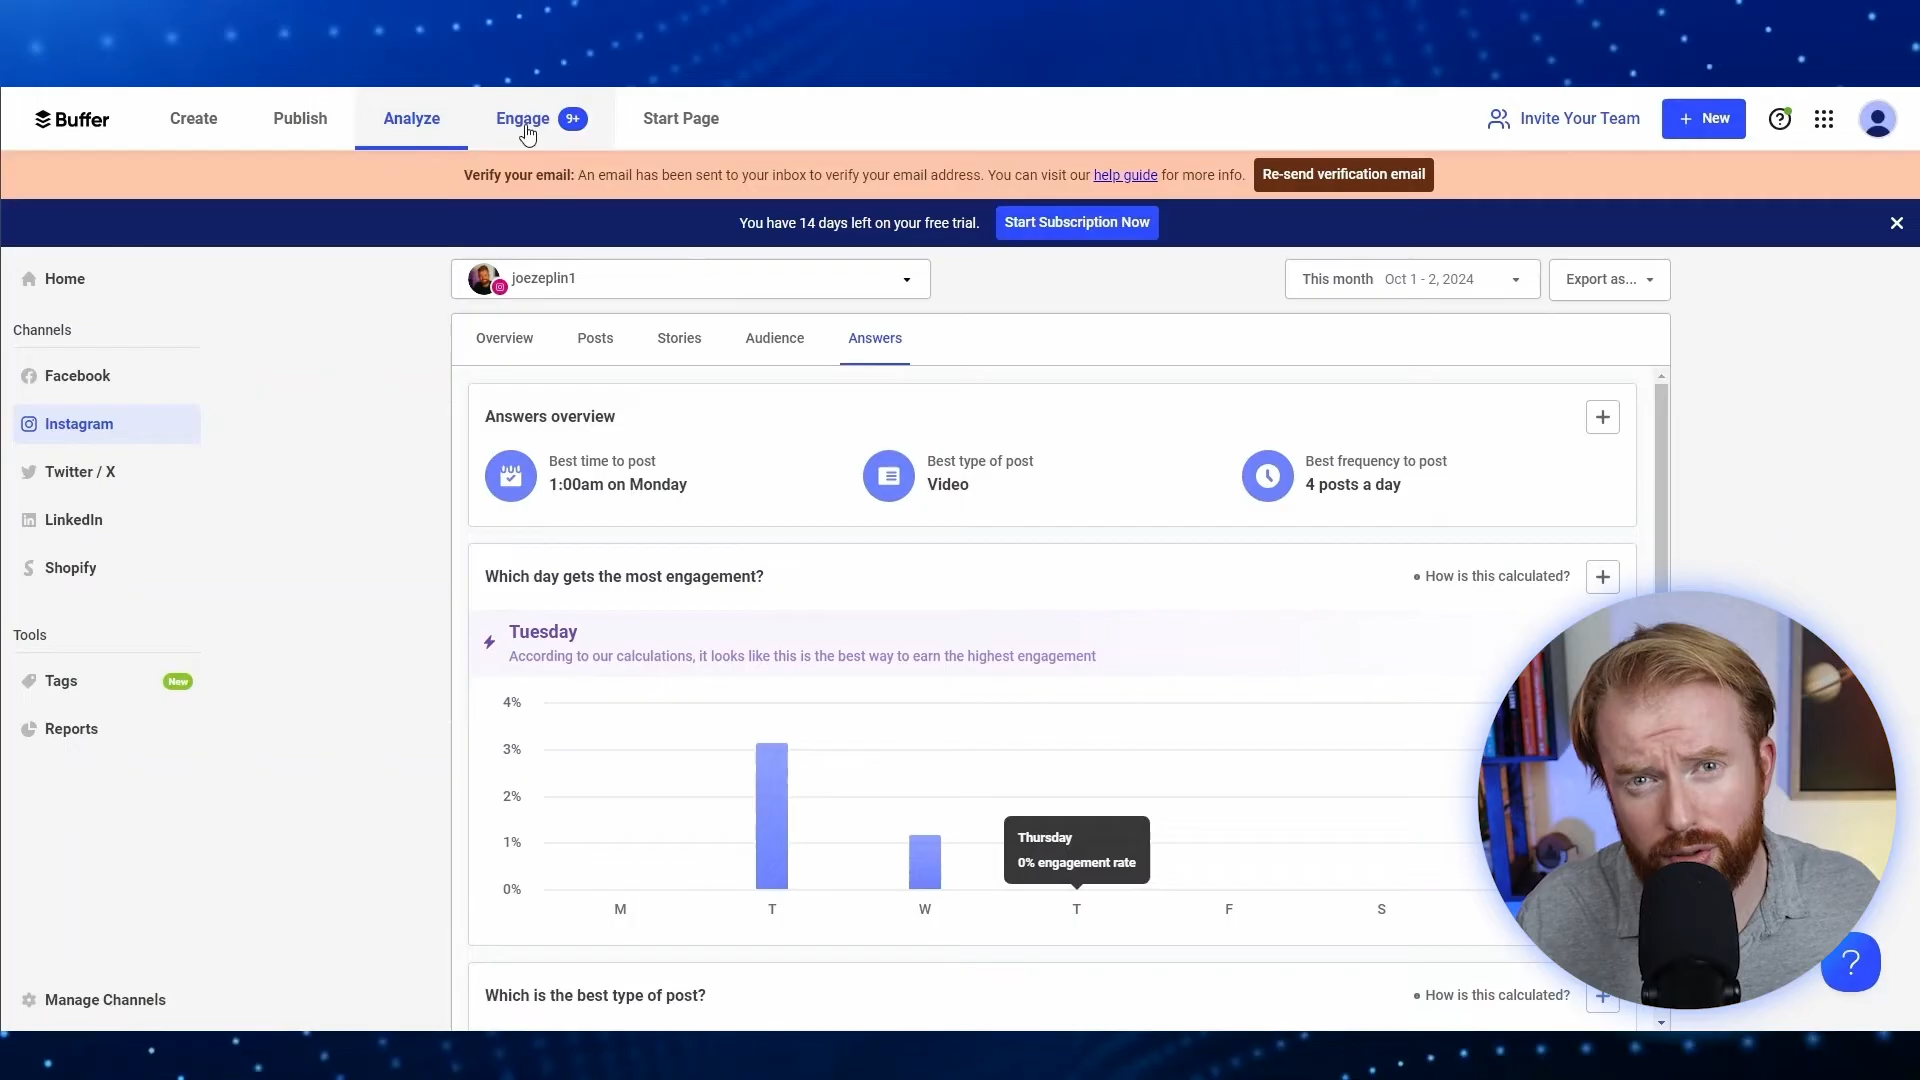 Buffer
Create
Publish
Analyze
Engage 9+
Start Page
Invite Your Team
+ New
Verify your email: An email has been sent to your inbox to verify your email address. You can visit our help guide for more info.
Re-send verification email
You have 14 days left on your free trial.
Start Subscription Now
Home
Channels
Facebook
Instagram
Twitter / X
LinkedIn
Shopify
Tools
Tags New
Reports
Manage Channels
joezeplin1
This month Oct 1 - 2, 2024
Export as...
Overview
Posts
Stories
Audience
Answers
Answers overview
Best time to post
1:00am on Monday
Best type of post
Video
Best frequency to post
4 posts a day
Which day gets the most engagement?
How is this calculated?
Tuesday
According to our calculations, it looks like this is the best way to earn the highest engagement
4%
3%
2%
1%
0%
Thursday
0% engagement rate
M T W T F S
Which is the best type of post?
How is this calculated?